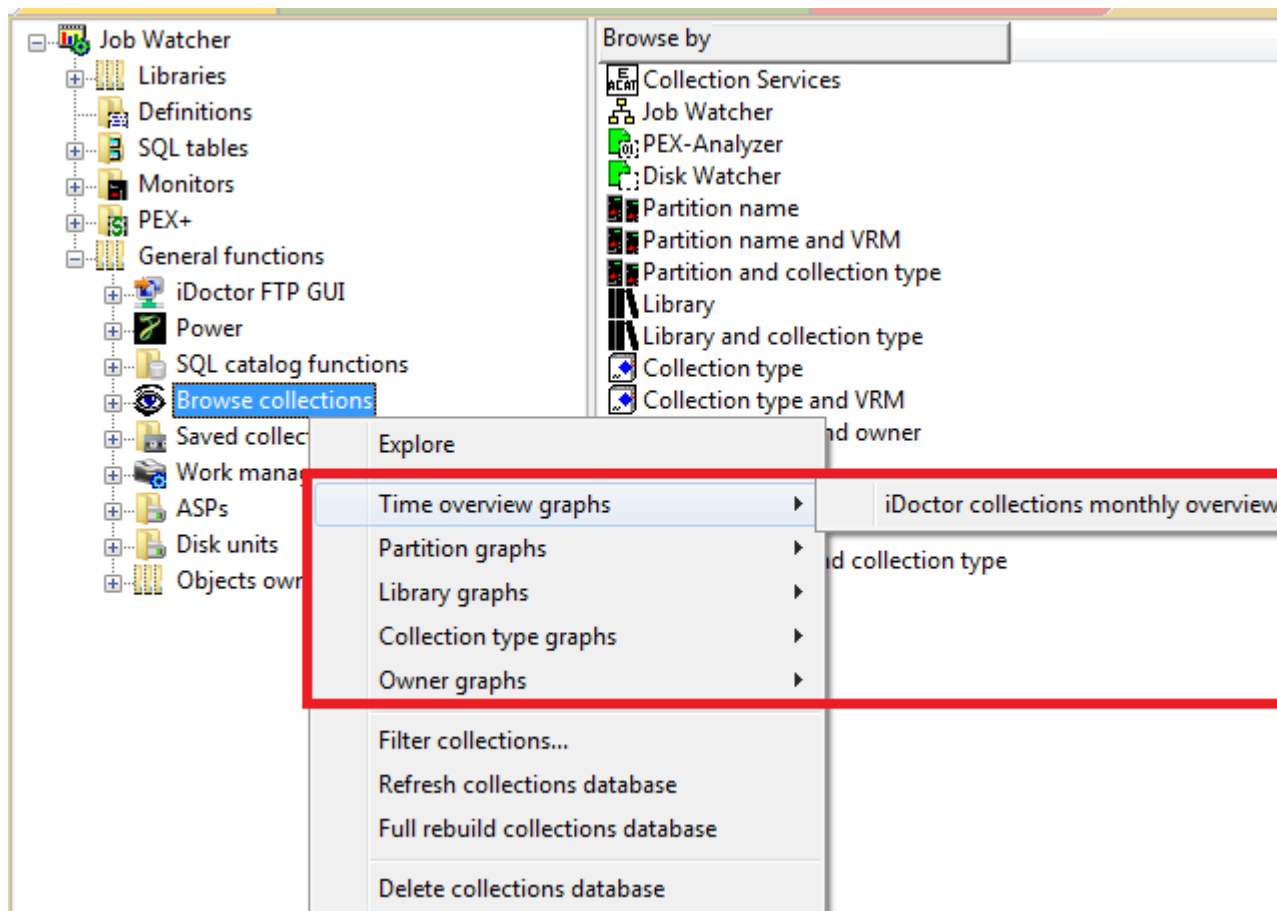 Job Watcher
Libraries
Definitions
SQL tables
Monitors
PEX+
General functions
iDoctor FTP GUI
Power
SQL catalog functions
Browse collections
Saved collec
Work mana
ASPs
Disk units
Objects owr
Browse by
Collection Services
Job Watcher
PEX-Analyzer
Disk Watcher
Partition name
Partition name and VRM
Partition and collection type
Library
Library and collection type
Collection type
Collection type and VRM
nd owner
nd collection type
Explore
Time overview graphs
Partition graphs
Library graphs
Collection type graphs
Owner graphs
Filter collections...
Refresh collections database
Full rebuild collections database
Delete collections database
iDoctor collections monthly overview